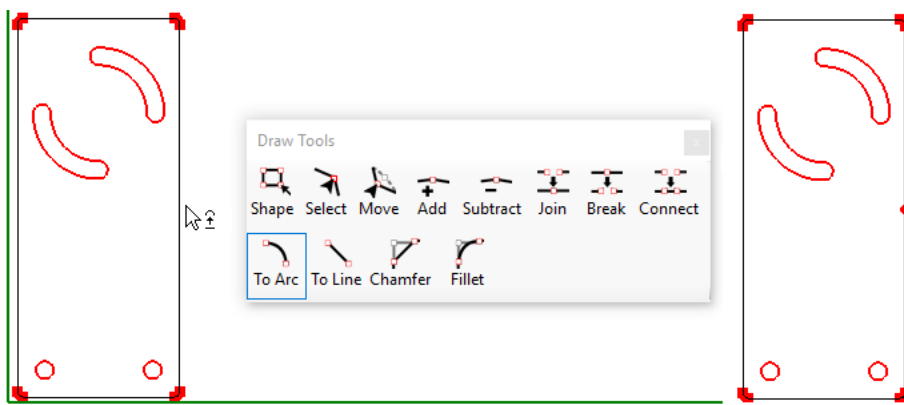 Draw Tools
x
Shape Select Move Add Subtract Join Break Connect
To Arc To Line Chamfer Fillet